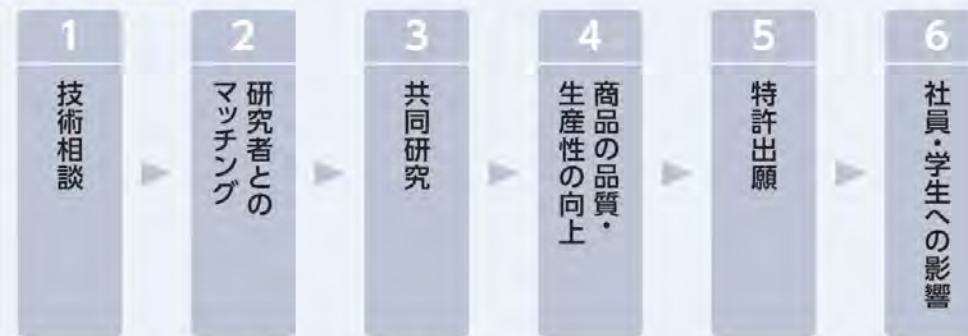 1
技術相談
2
研究者との
マッチング
3
共同研究
4
商品の品質・
生産性の向上
5
特許出願
6
社員・学生への影響